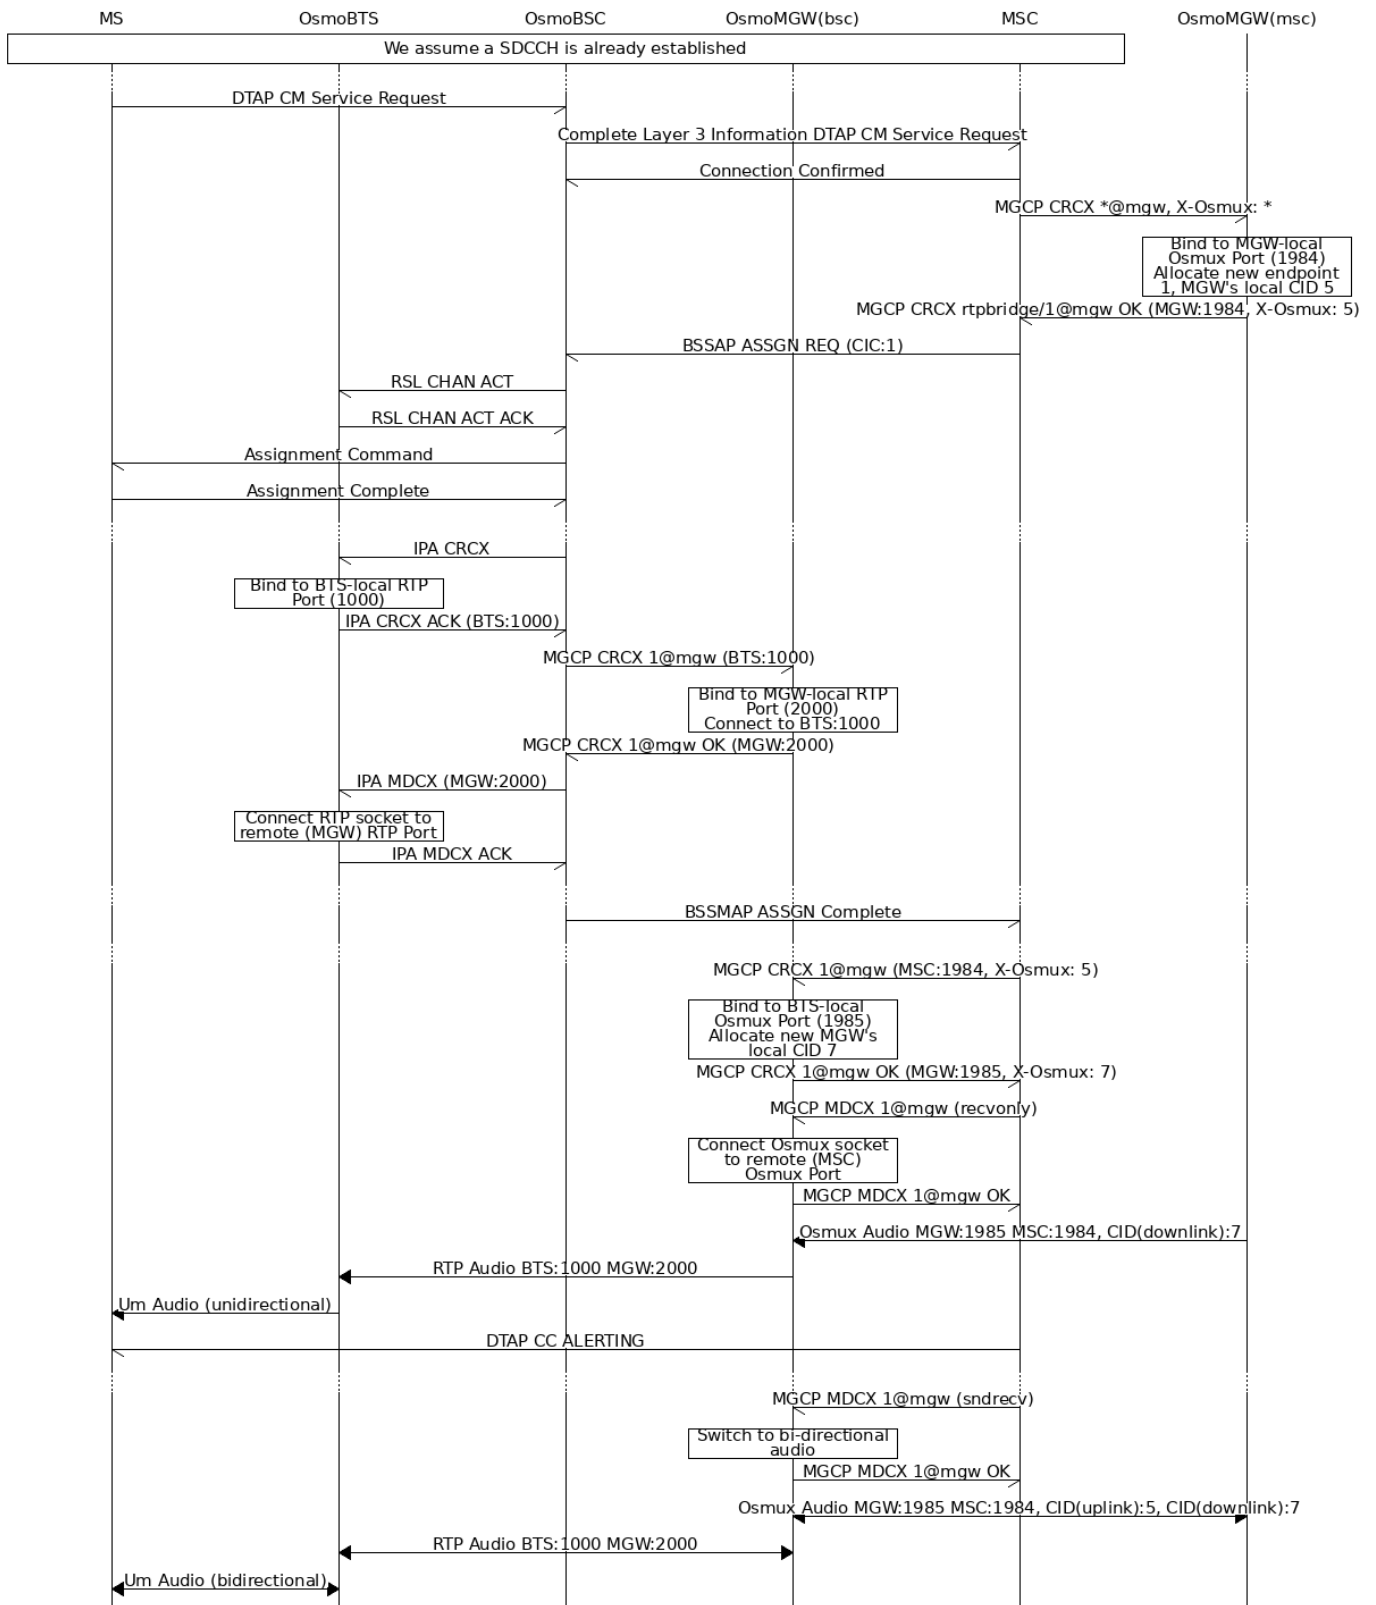 MS OsmoBTS OsmoBSC OsmoMGW(bsc) MSC OsmoMGW(msc)
We assume a SDCCH is already established
DTAP CM Service Request
Complete Layer 3 Information DTAP CM Service Request
Connection Confirmed
MGCP CRCX *@mgw, X-Osmux: *
Bind to MGW-local
Osmux Port (1984)
Allocate new endpoint
1, MGW's local CID 5
MGCP CRCX rtpbridge/1@mgw OK (MGW:1984, X-Osmux: 5)
BSSAP ASSGN REQ (CIC:1)
RSL CHAN ACT
RSL CHAN ACT ACK
Assignment Command
Assignment Complete
IPA CRCX
Bind to BTS-local RTP
Port (1000)
IPA CRCX ACK (BTS:1000)
MGCP CRCX 1@mgw (BTS:1000)
Bind to MGW-local RTP
Port (2000)
Connect to BTS:1000
MGCP CRCX 1@mgw OK (MGW:2000)
IPA MDCX (MGW:2000)
Connect RTP socket to
remote (MGW) RTP Port
IPA MDCX ACK
BSSMAP ASSGN Complete
MGCP CRCX 1@mgw (MSC:1984, X-Osmux: 5)
Bind to BTS-local
Osmux Port (1985)
Allocate new MGW's
local CID 7
MGCP CRCX 1@mgw OK (MGW:1985, X-Osmux: 7)
MGCP MDCX 1@mgw (recvonly)
Connect Osmux socket
to remote (MSC)
Osmux Port
MGCP MDCX 1@mgw OK
Osmux Audio MGW:1985 MSC:1984, CID(downlink):7
RTP Audio BTS:1000 MGW:2000
Um Audio (unidirectional)
DTAP CC ALERTING
MGCP MDCX 1@mgw (sndrecv)
Switch to bi-directional
audio
MGCP MDCX 1@mgw OK
Osmux Audio MGW:1985 MSC:1984, CID(uplink):5, CID(downlink):7
RTP Audio BTS:1000 MGW:2000
Um Audio (bidirectional)